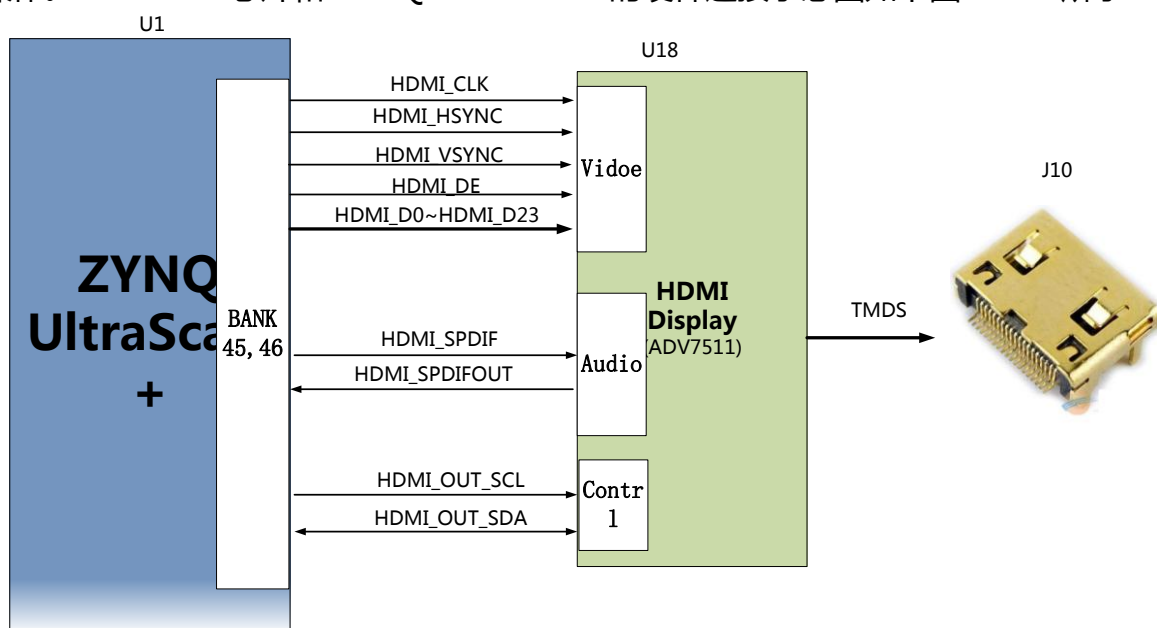 U1
U18
J10
HDMI_CLK
HDMI_HSYNC
HDMI_VSYNC
HDMI_DE
HDMI_D0~HDMI_D23
Vidoe
ZYNQ
UltraSca
+
BANK
45, 46
HDMI_SPDIF
HDMI_SPDIFOUT
Audio
HDMI
Display
(ADV7511)
TMDS
HDMI_OUT_SCL
HDMI_OUT_SDA
Contr
l